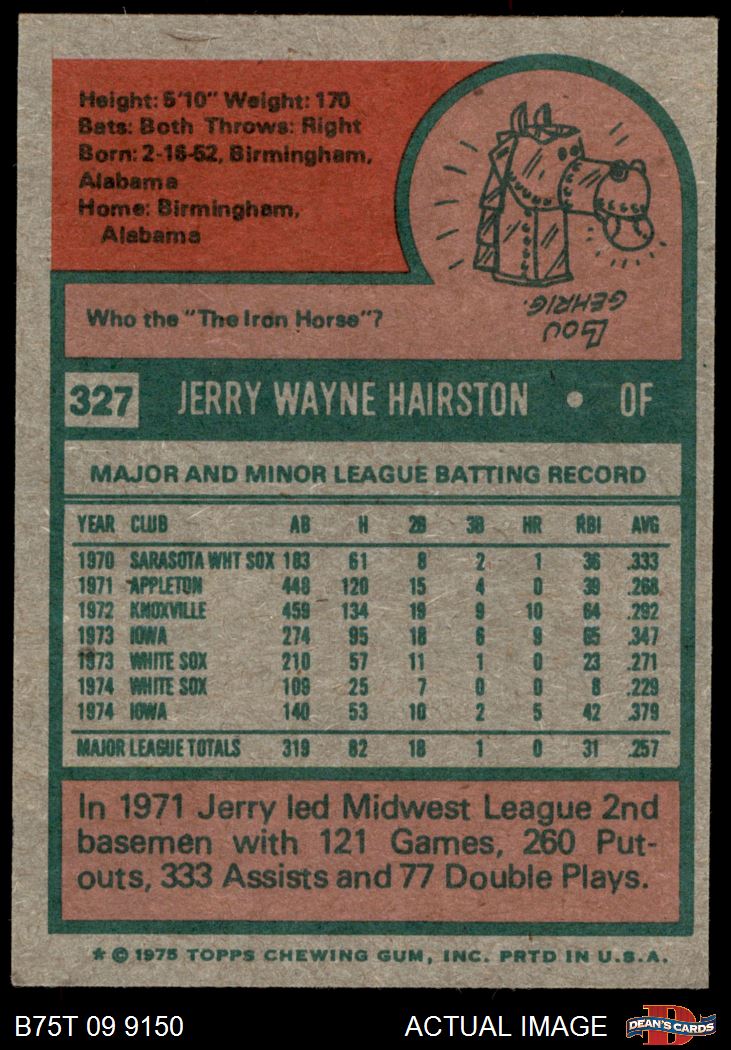 Height: 5'10" Weight: 170
Bats: Both Throws: Right
Born: 2-16-52, Birmingham,
Alabama
Home: Birmingham,
Alabama
Who the "The Iron Horse"?
LOU
GEHRIG.
327 JERRY WAYNE HAIRSTON • OF
MAJOR AND MINOR LEAGUE BATTING RECORD
YEAR CLUB AB H 2B 3B HR RBI AVG
1970 SARASOTA WHT SOX 183 61 8 2 1 36 .333
1971 APPLETON 448 120 15 4 0 39 .268
1972 KNOXVILLE 459 134 19 9 10 64 .292
1973 IOWA 274 95 18 6 9 65 .347
1973 WHITE SOX 210 57 11 1 0 23 .271
1974 WHITE SOX 109 25 7 0 0 8 .229
1974 IOWA 140 53 10 2 5 42 .379
MAJOR LEAGUE TOTALS 319 82 18 1 0 31 .257
In 1971 Jerry led Midwest League 2nd
basemen with 121 Games, 260 Put-
outs, 333 Assists and 77 Double Plays.
* © 1975 TOPPS CHEWING GUM, INC. PRTD IN U.S.A.
B75T 09 9150 ACTUAL IMAGE D DEAN'S CARDS